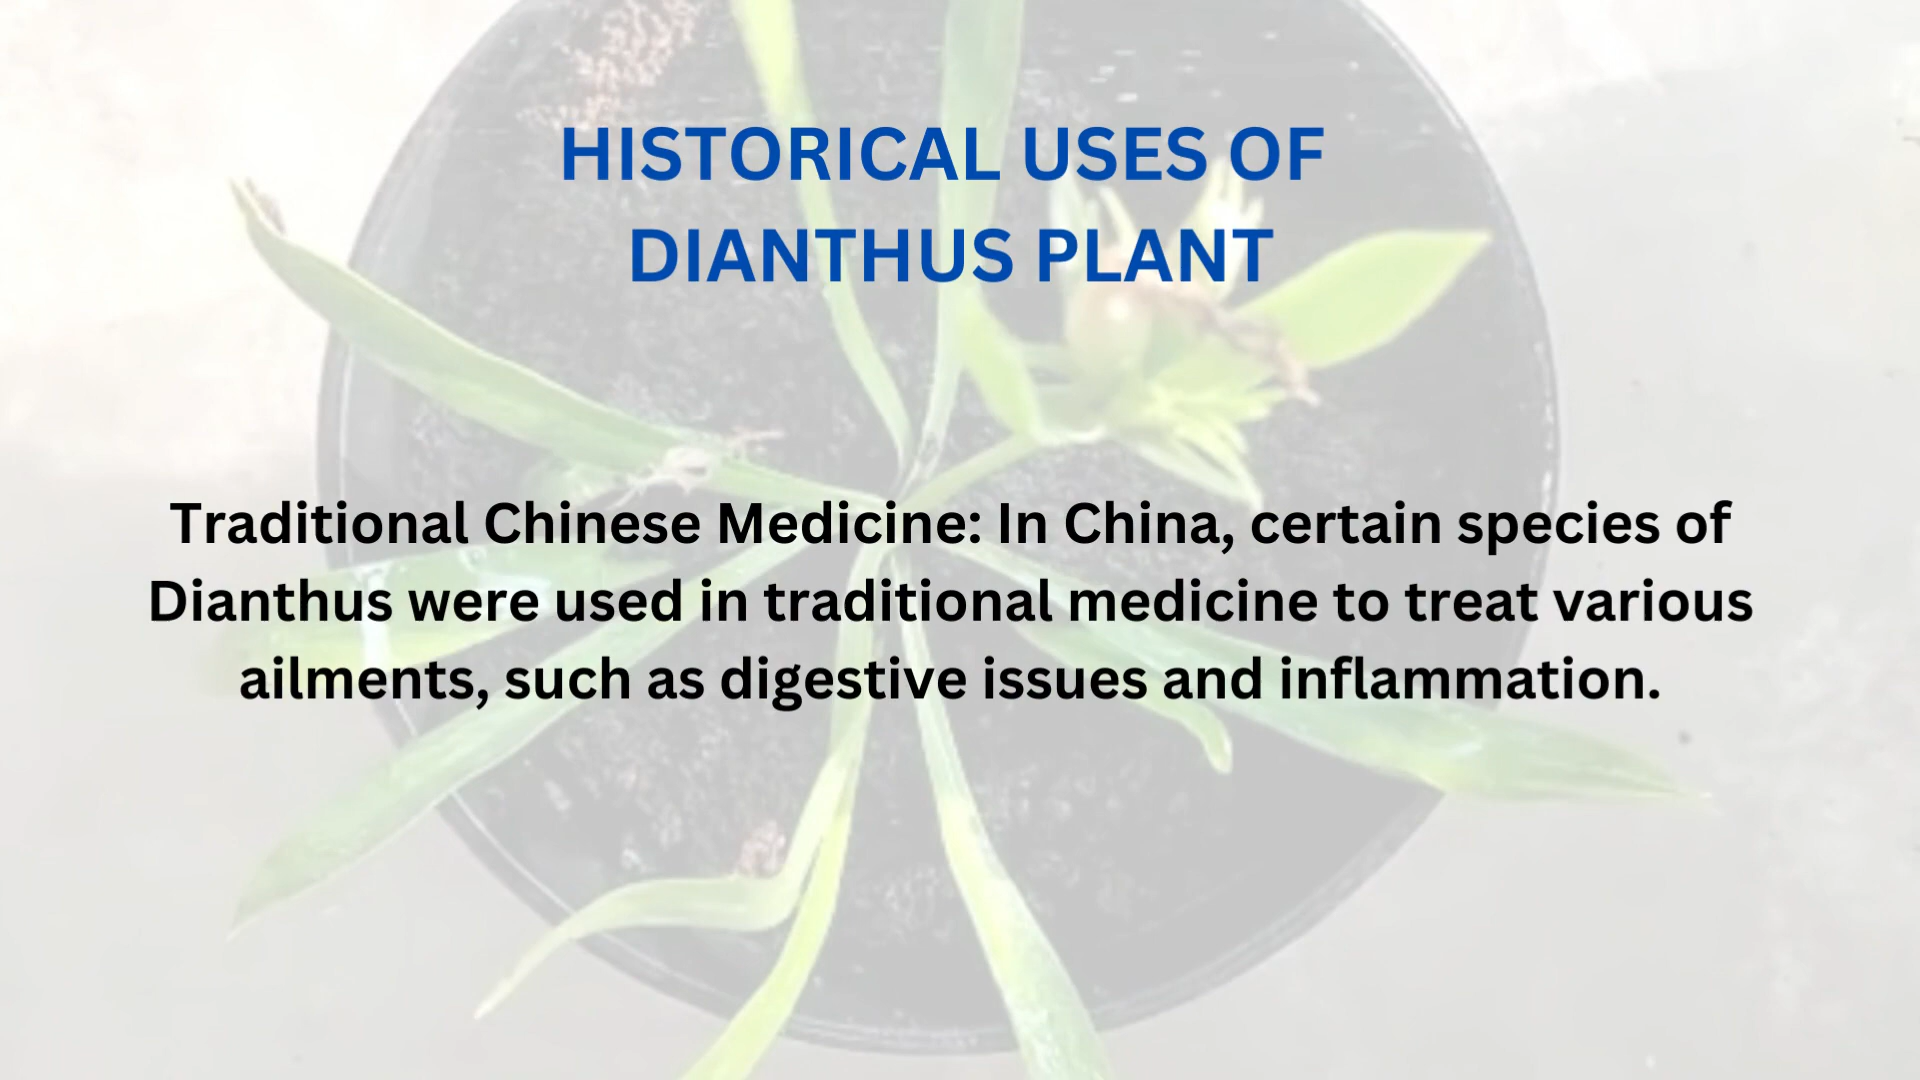 HISTORICAL USES OF
DIANTHUS PLANT
Traditional Chinese Medicine: In China, certain species of
Dianthus were used in traditional medicine to treat various
ailments, such as digestive issues and inflammation.